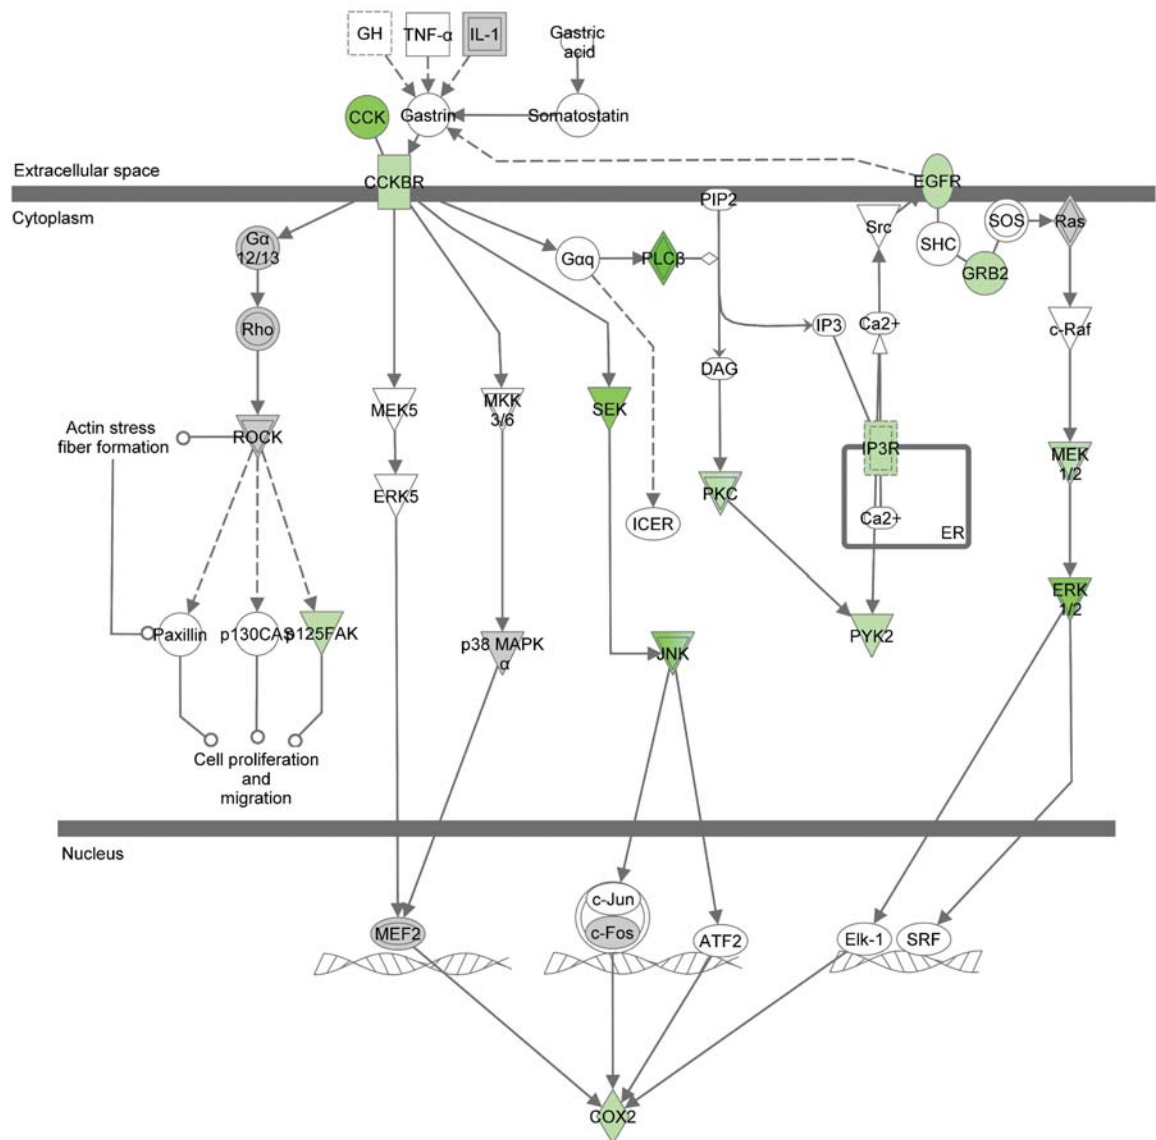 GH
TNF-α
IL-1
Gastric
acid
CCK
Gastrin
Somatostatin
Extracellular space
CCKBR
EGFR
Cytoplasm
PIP2
Src
SOS
Ras
Gα
12/13
Gαq
PLCβ
SHC
GRB2
Rho
IP3
Ca2+
c-Raf
DAG
MEK5
MKK
3/6
SEK
Actin stress
fiber formation
ROCK
IP3R
MEK
1/2
ERK5
PKC
ICER
Ca2+
ER
ERK
1/2
Paxillin
p130CAS
p125FAK
p38 MAPK
α
JNK
PYK2
Cell proliferation
and
migration
Nucleus
c-Jun
c-Fos
MEF2
ATF2
Elk-1
SRF
COX2